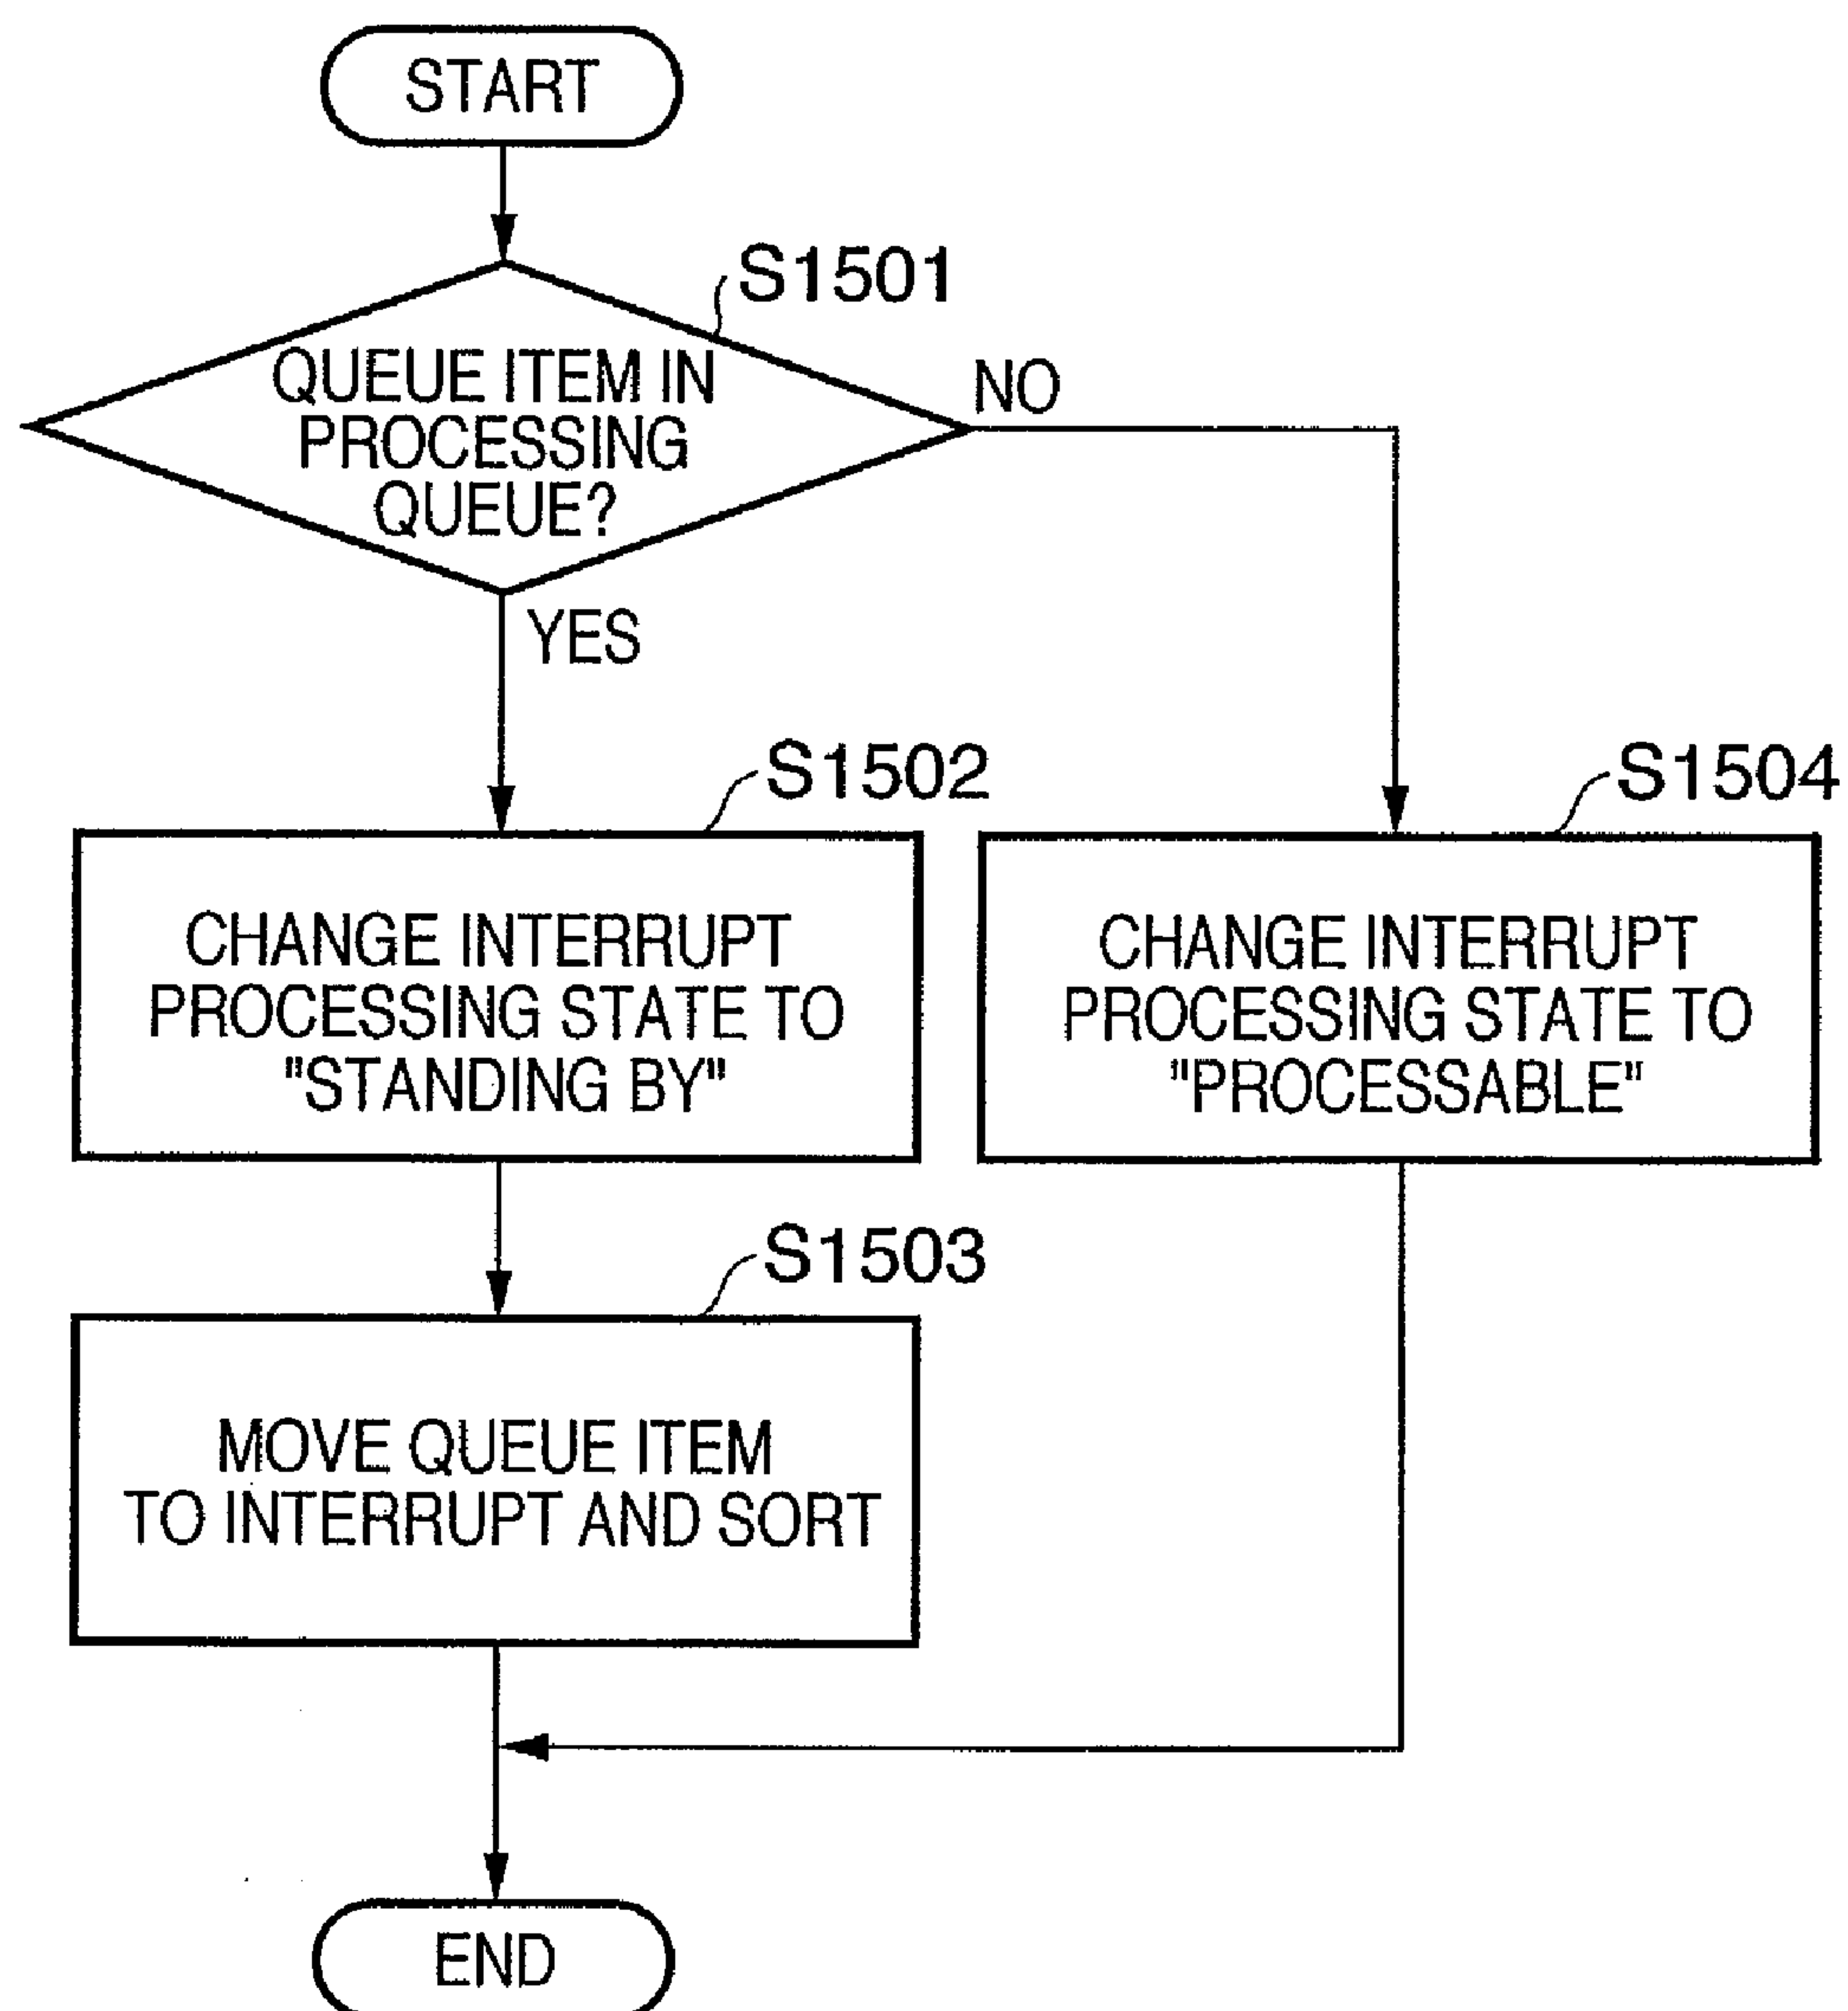 START
S1501
QUEUE ITEM IN
PROCESSING
QUEUE?
NO
YES
S1502
CHANGE INTERRUPT
PROCESSING STATE TO
"STANDING BY"
S1504
CHANGE INTERRUPT
PROCESSING STATE TO
"PROCESSABLE"
S1503
MOVE QUEUE ITEM
TO INTERRUPT AND SORT
END